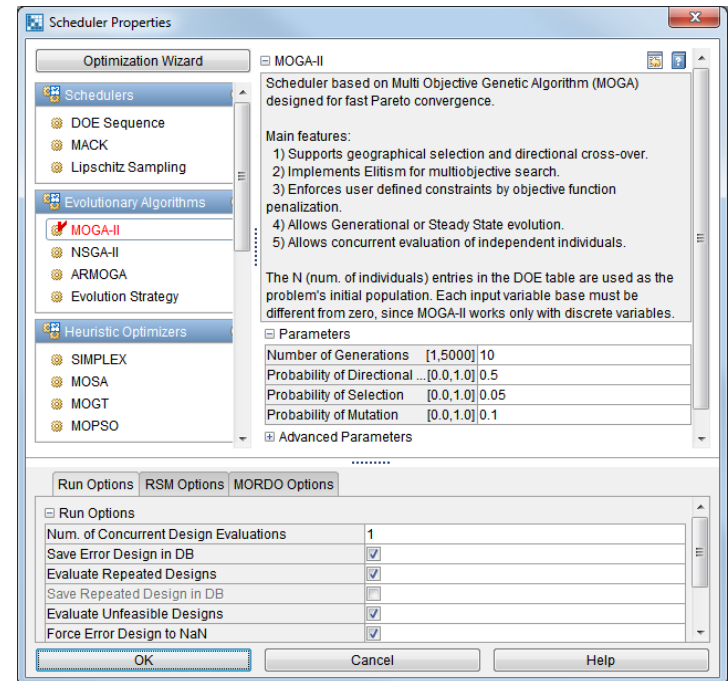 Scheduler Properties
Optimization Wizard
Schedulers
DOE Sequence
MACK
Lipschitz Sampling
Evolutionary Algorithms
MOGA-II
NSGA-II
ARMOGA
Evolution Strategy
Heuristic Optimizers
SIMPLEX
MOSA
MOGT
MOPSO
MOGA-II
Scheduler based on Multi Objective Genetic Algorithm (MOGA)
designed for fast Pareto convergence.
Main features:
1) Supports geographical selection and directional cross-over.
2) Implements Elitism for multiobjective search.
3) Enforces user defined constraints by objective function
penalization.
4) Allows Generational or Steady State evolution.
5) Allows concurrent evaluation of independent individuals.
The N (num. of individuals) entries in the DOE table are used as the
problem's initial population. Each input variable base must be
different from zero, since MOGA-II works only with discrete variables.
Parameters
Number of Generations [1,5000] 10
Probability of Directional ...[0.0,1.0] 0.5
Probability of Selection [0.0,1.0] 0.05
Probability of Mutation [0.0,1.0] 0.1
Advanced Parameters
Run Options RSM Options MORDO Options
Run Options
Num. of Concurrent Design Evaluations 1
Save Error Design in DB
Evaluate Repeated Designs
Save Repeated Design in DB
Evaluate Unfeasible Designs
Force Error Design to NaN
OK Cancel Help